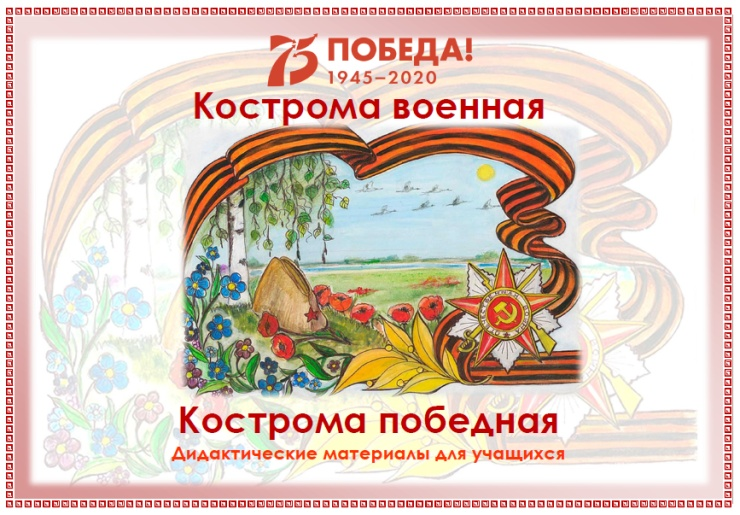 75 ПОБЕДА!
1945–2020
Кострома военная
Кострома победная
Дидактические материалы для учащихся